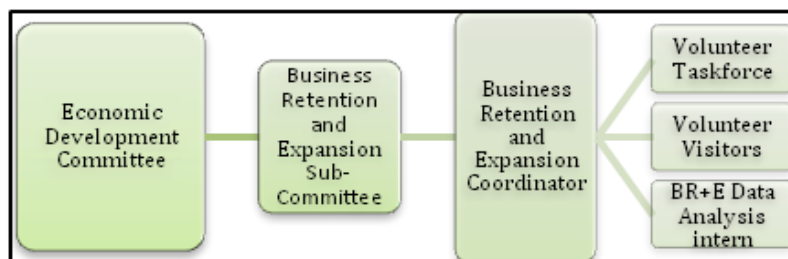 Economic
Development
Committee
Business
Retention
and
Expansion
Sub-
Committee
Business
Retention
and
Expansion
Coordinator
Volunteer
Taskforce
Volunteer
Visitors
BR+E Data
Analysis
intern